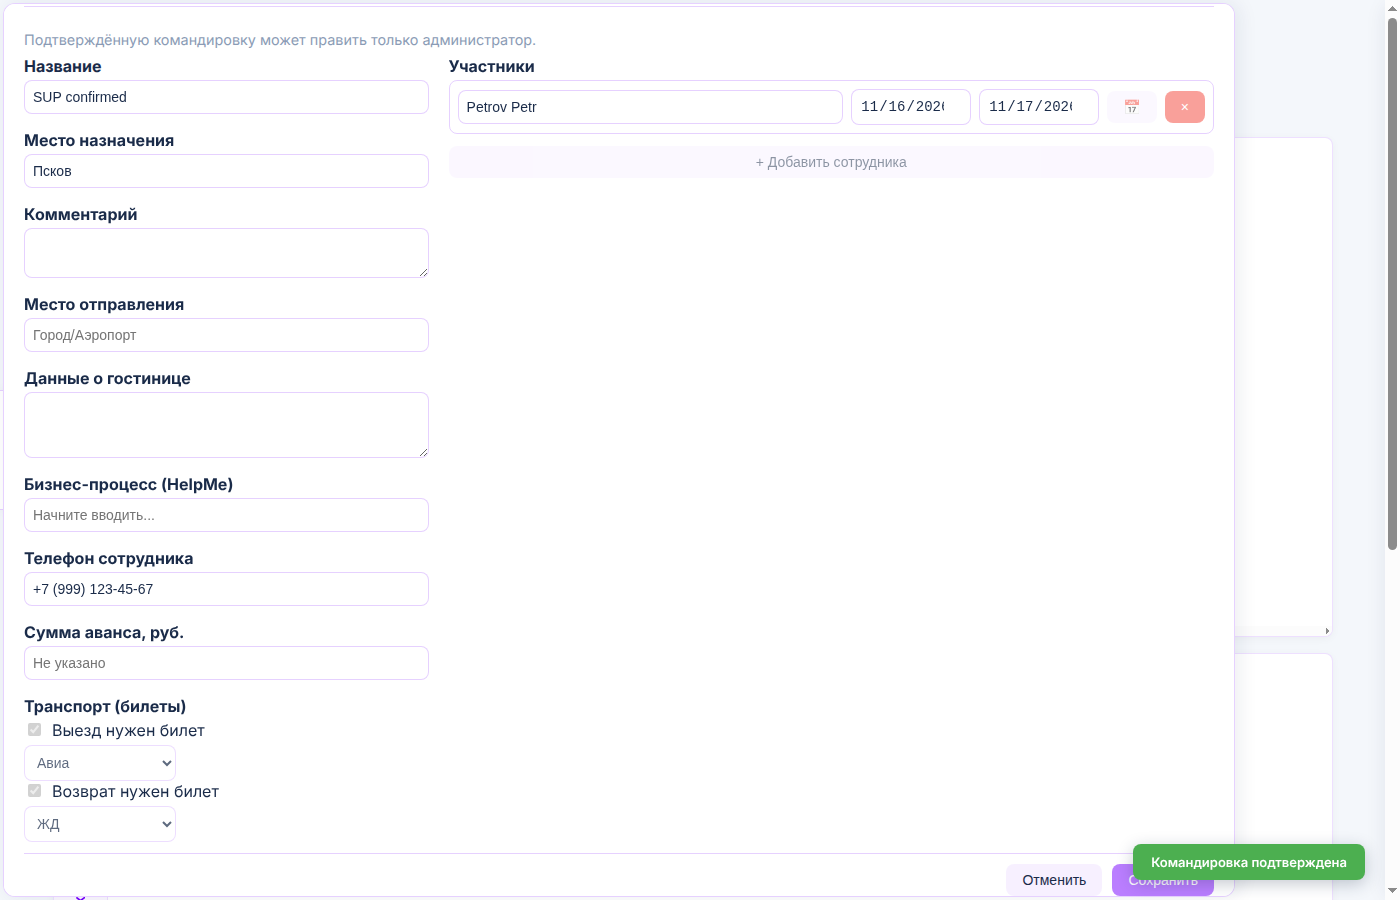 Подтверждённую командировку может править только администратор.
Название
SUP confirmed
Место назначения
Псков
Комментарий
Место отправления
Город/Аэропорт
Данные о гостинице
Бизнес-процесс (HelpMe)
Начните вводить...
Телефон сотрудника
+7 (999) 123-45-67
Сумма аванса, руб.
Не указано
Транспорт (билеты)
Выезд нужен билет
Авиа
Возврат нужен билет
ЖД
Участники
Petrov Petr
11/16/2026
11/17/2026
×
+ Добавить сотрудника
Отменить
Сохранить
Командировка подтверждена